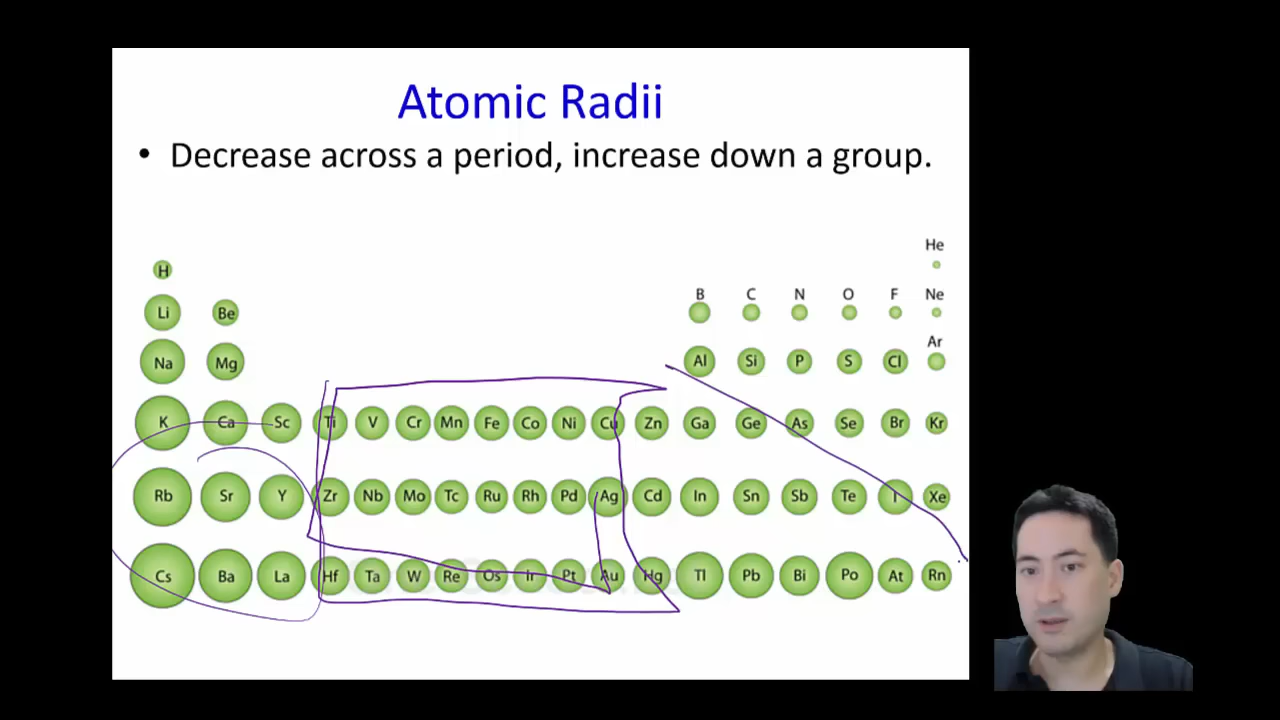 Atomic Radii
• Decrease across a period, increase down a group.
He
H
B C N O F Ne
Li Be
Ar
Na Mg Al Si P S Cl
K Ca Sc Ti V Cr Mn Fe Co Ni Cu Zn Ga Ge As Se Br Kr
Rb Sr Y Zr Nb Mo Tc Ru Rh Pd Ag Cd In Sn Sb Te I Xe
Cs Ba La Hf Ta W Re Os Ir Pt Au Hg Tl Pb Bi Po At Rn